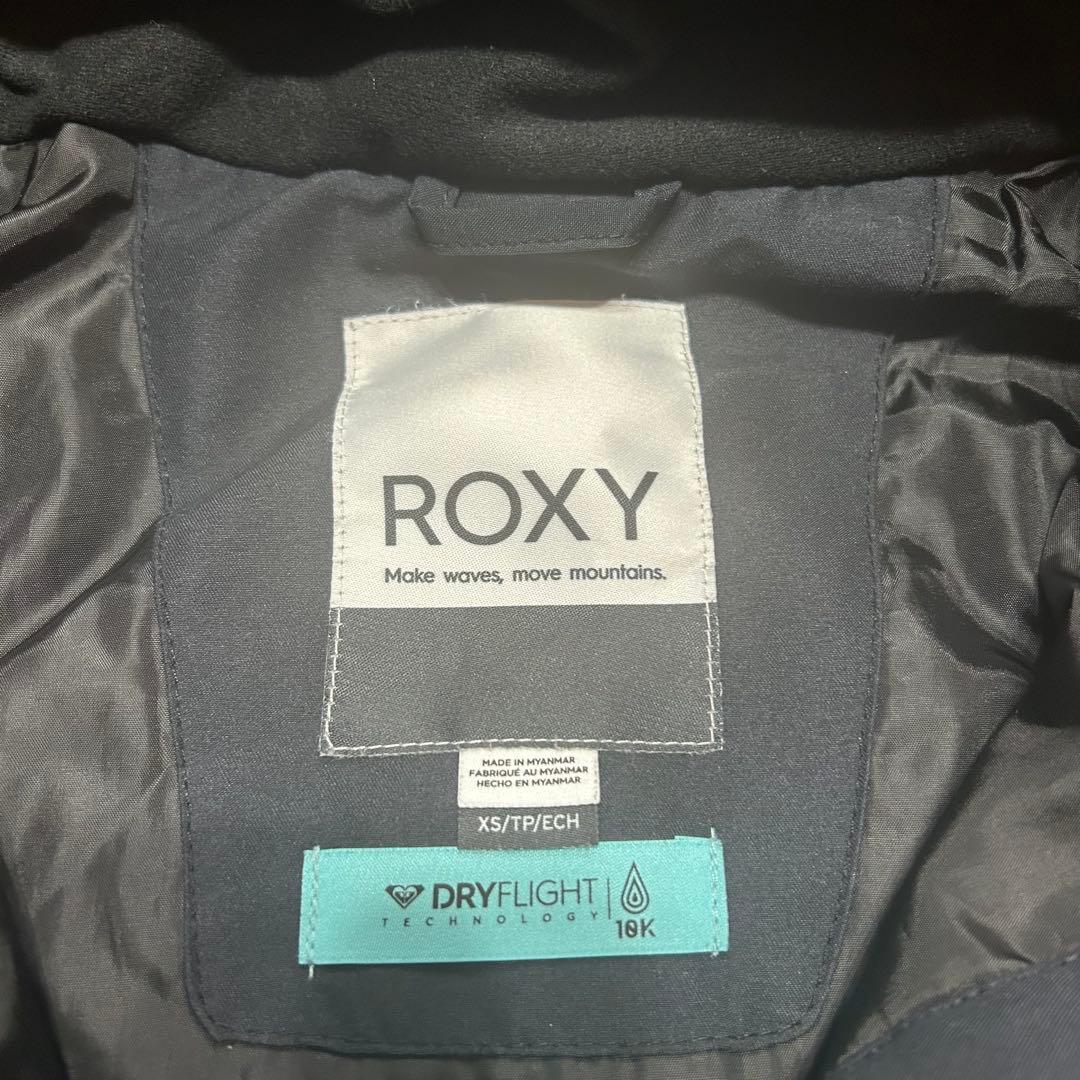 ROXY
Make waves, move mountains.
MADE IN MYANMAR
FABRIQUÉ AU MYANMAR
HECHO EN MYANMAR
XS/TP/ECH
DRYFLIGHT
TECHNOLOGY
10K